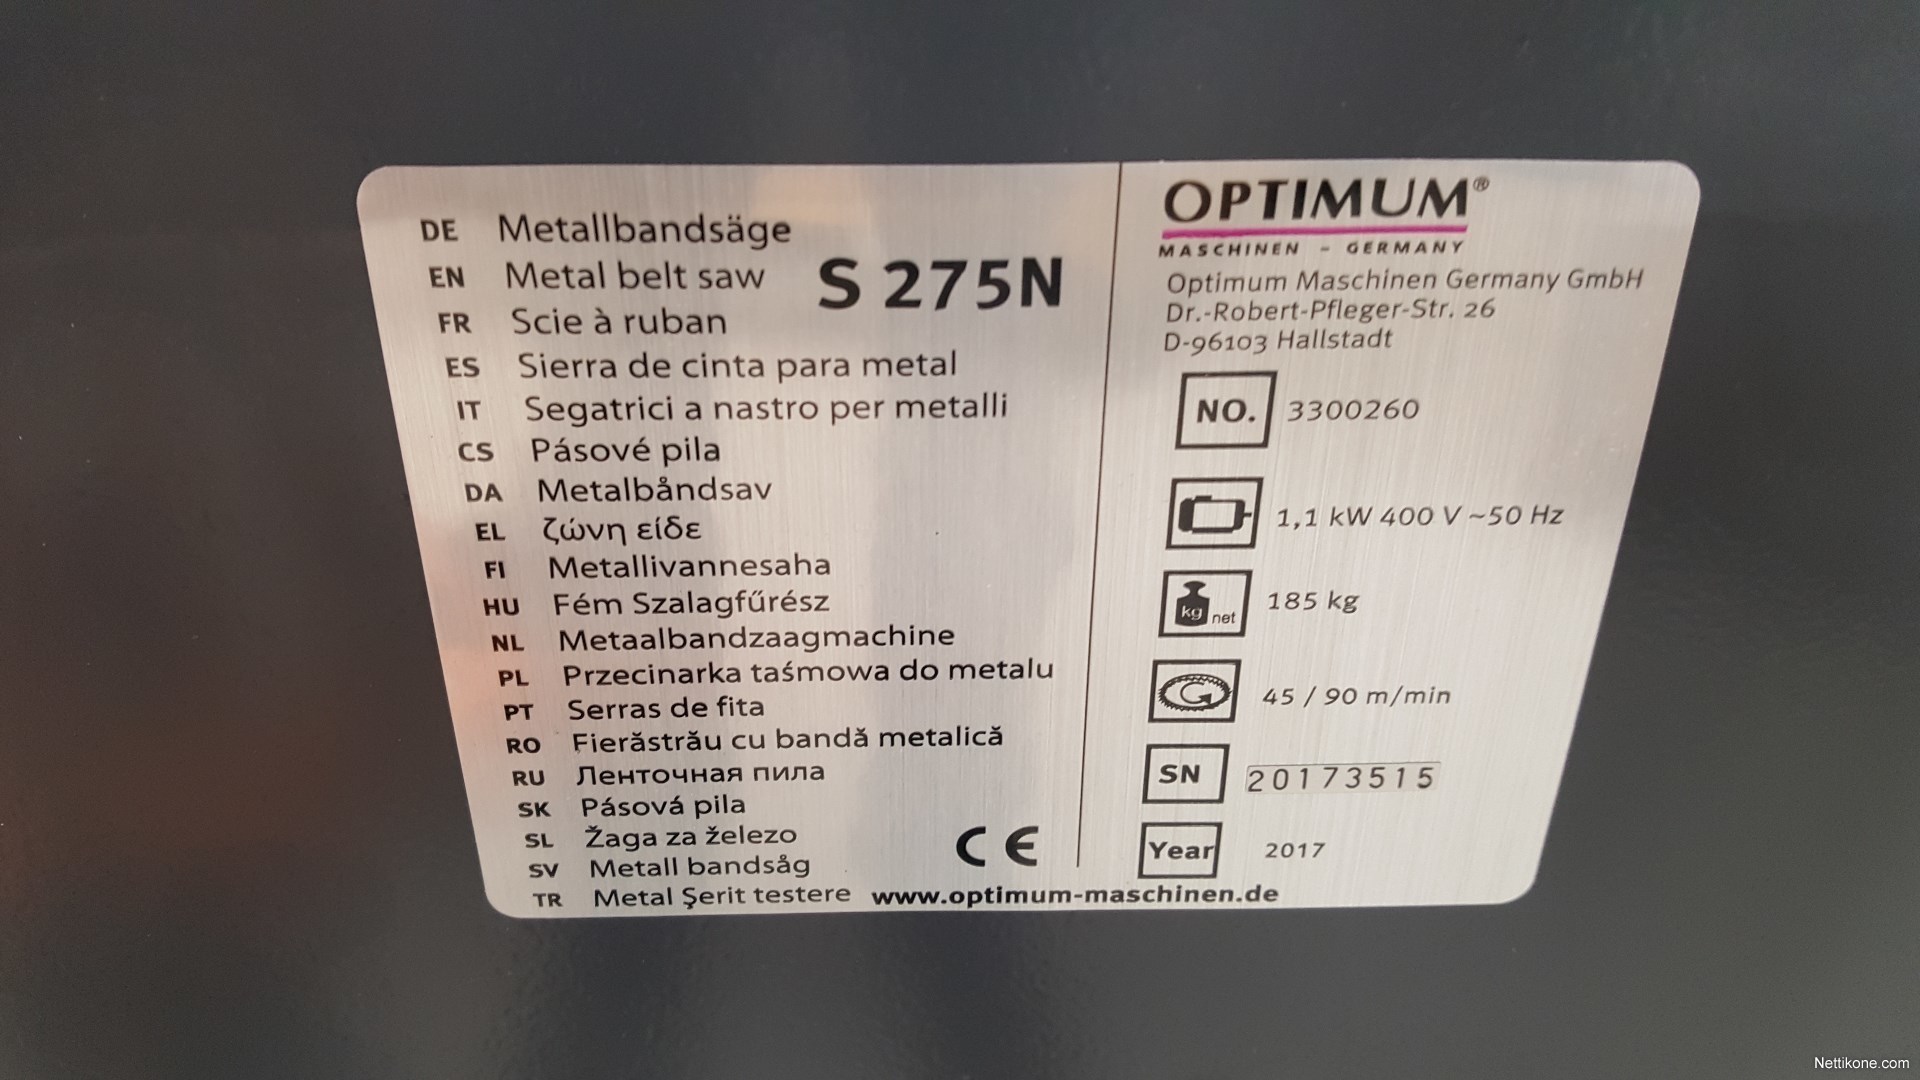 DE Metallbandsäge
EN Metal belt saw
S 275N
FR Scie à ruban
ES Sierra de cinta para metal
IT Segatrici a nastro per metalli
CS Pásové pila
DA Metalbåndsav
EL ζώνη είδε
FI Metallivannesaha
HU Fém Szalagfűrész
NL Metaalbandzaagmachine
PL Przecinarka taśmowa do metalu
PT Serras de fita
RO Fierăstrău cu bandă metalică
RU Ленточная пила
SK Pásová pila
SL Žaga za železo
SV Metall bandsåg
TR Metal Şerit testere
CE
www.optimum-maschinen.de
OPTIMUM®
MASCHINEN - GERMANY
Optimum Maschinen Germany GmbH
Dr.-Robert-Pfleger-Str. 26
D-96103 Hallstadt
NO. 3300260
1,1 kW 400 V ~50 Hz
kg net 185 kg
45 / 90 m/min
SN 20173515
Year 2017
Nettikone.com